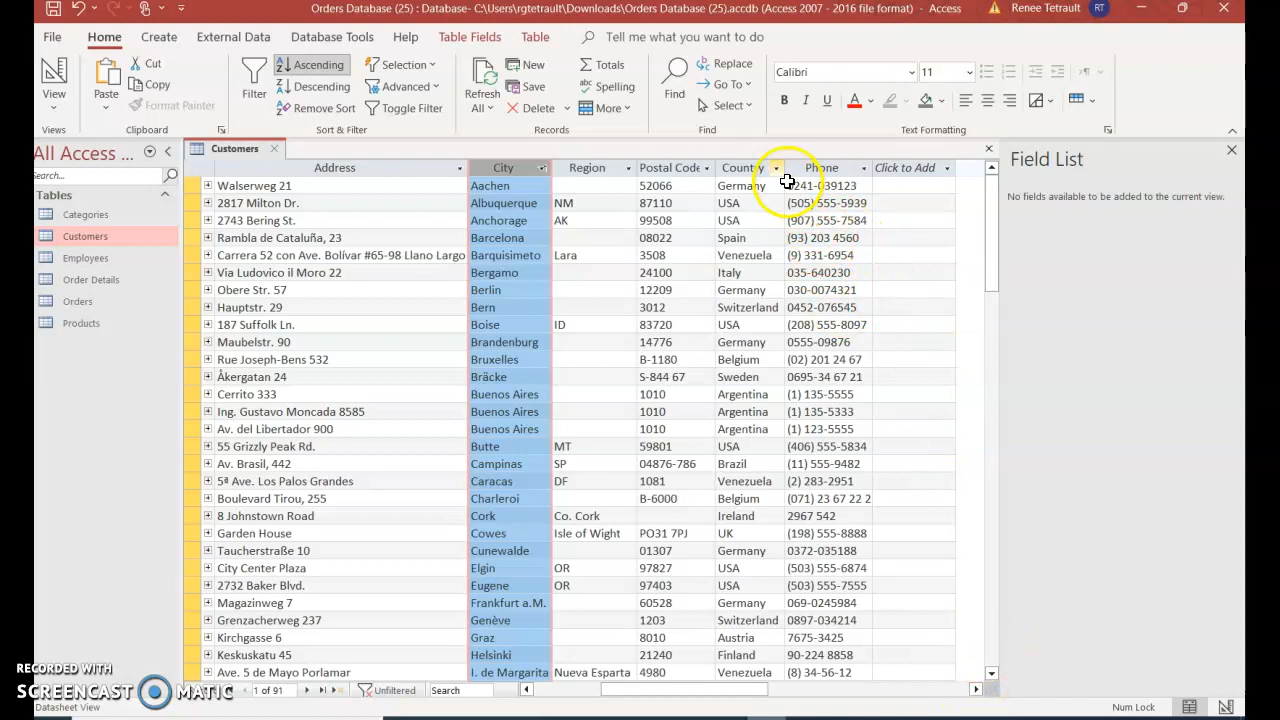 Orders Database (25) : Database- C:\Users\rgtetrault\Downloads\Orders Database (25).accdb (Access 2007 - 2016 file format) - Access
Renee Tetrault RT
File Home Create External Data Database Tools Help Table Fields Table Tell me what you want to do
View
Views
Paste
Cut
Copy
Format Painter
Clipboard
Filter
Ascending
Descending
Remove Sort
Selection
Advanced
Toggle Filter
Sort & Filter
Refresh All
New
Save
Delete
Totals
Spelling
More
Records
Find
Replace
Go To
Select
Find
Calibri 11
B I U A
Text Formatting
All Access ...
Search...
Tables
Categories
Customers
Employees
Order Details
Orders
Products
Customers
Address City Region Postal Code Country Phone Click to Add
Walserweg 21 Aachen 52066 Germany 0241-039123
2817 Milton Dr. Albuquerque NM 87110 USA (505) 555-5939
2743 Bering St. Anchorage AK 99508 USA (907) 555-7584
Rambla de Cataluña, 23 Barcelona 08022 Spain (93) 203 4560
Carrera 52 con Ave. Bolívar #65-98 Llano Largo Barquisimeto Lara 3508 Venezuela (9) 331-6954
Via Ludovico il Moro 22 Bergamo 24100 Italy 035-640230
Obere Str. 57 Berlin 12209 Germany 030-0074321
Hauptstr. 29 Bern 3012 Switzerland 0452-076545
187 Suffolk Ln. Boise ID 83720 USA (208) 555-8097
Maubelstr. 90 Brandenburg 14776 Germany 0555-09876
Rue Joseph-Bens 532 Bruxelles B-1180 Belgium (02) 201 24 67
Åkergatan 24 Bräcke S-844 67 Sweden 0695-34 67 21
Cerrito 333 Buenos Aires 1010 Argentina (1) 135-5555
Ing. Gustavo Moncada 8585 Buenos Aires 1010 Argentina (1) 135-5333
Av. del Libertador 900 Buenos Aires 1010 Argentina (1) 123-5555
55 Grizzly Peak Rd. Butte MT 59801 USA (406) 555-5834
Av. Brasil, 442 Campinas SP 04876-786 Brazil (11) 555-9482
5ª Ave. Los Palos Grandes Caracas DF 1081 Venezuela (2) 283-2951
Boulevard Tirou, 255 Charleroi B-6000 Belgium (071) 23 67 22 2
8 Johnstown Road Cork Co. Cork Ireland 2967 542
Garden House Cowes Isle of Wight PO31 7PJ UK (198) 555-8888
Taucherstraße 10 Cunewalde 01307 Germany 0372-035188
City Center Plaza Elgin OR 97827 USA (503) 555-6874
2732 Baker Blvd. Eugene OR 97403 USA (503) 555-7555
Magazinweg 7 Frankfurt a.M. 60528 Germany 069-0245984
Grenzacherweg 237 Genève 1203 Switzerland 0897-034214
Kirchgasse 6 Graz 8010 Austria 7675-3425
Keskuskatu 45 Helsinki 21240 Finland 90-224 8858
Ave. 5 de Mayo Porlamar I. de Margarita Nueva Esparta 4980 Venezuela (8) 34-56-12
1 of 91 Unfiltered Search
Field List
No fields available to be added to the current view.
RECORDED WITH
SCREENCAST MATIC
Datasheet View
Num Lock